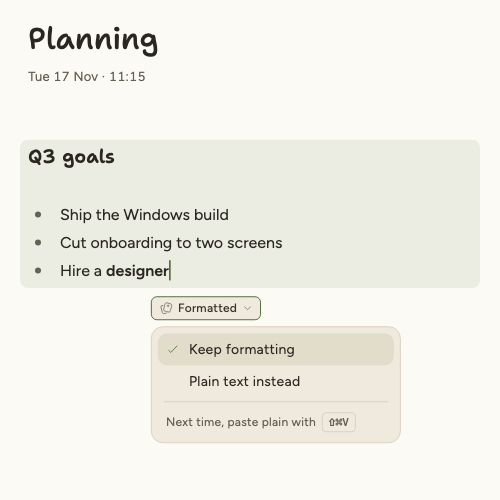 Planning
Tue 17 Nov · 11:15
Q3 goals
• Ship the Windows build
• Cut onboarding to two screens
• Hire a designer
Formatted
Keep formatting
Plain text instead
Next time, paste plain with ⇧⌘V